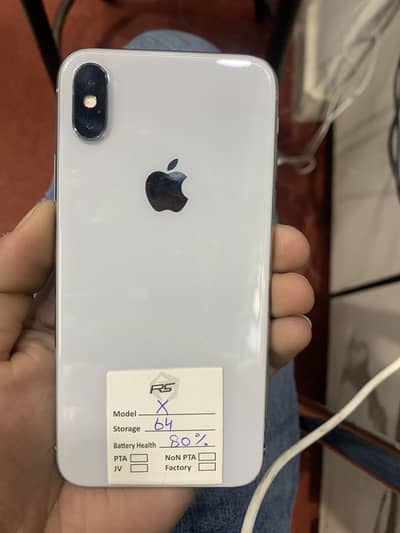 RS
Model X
Storage 64
Battery Health 80%
PTA NoN PTA
JV Factory